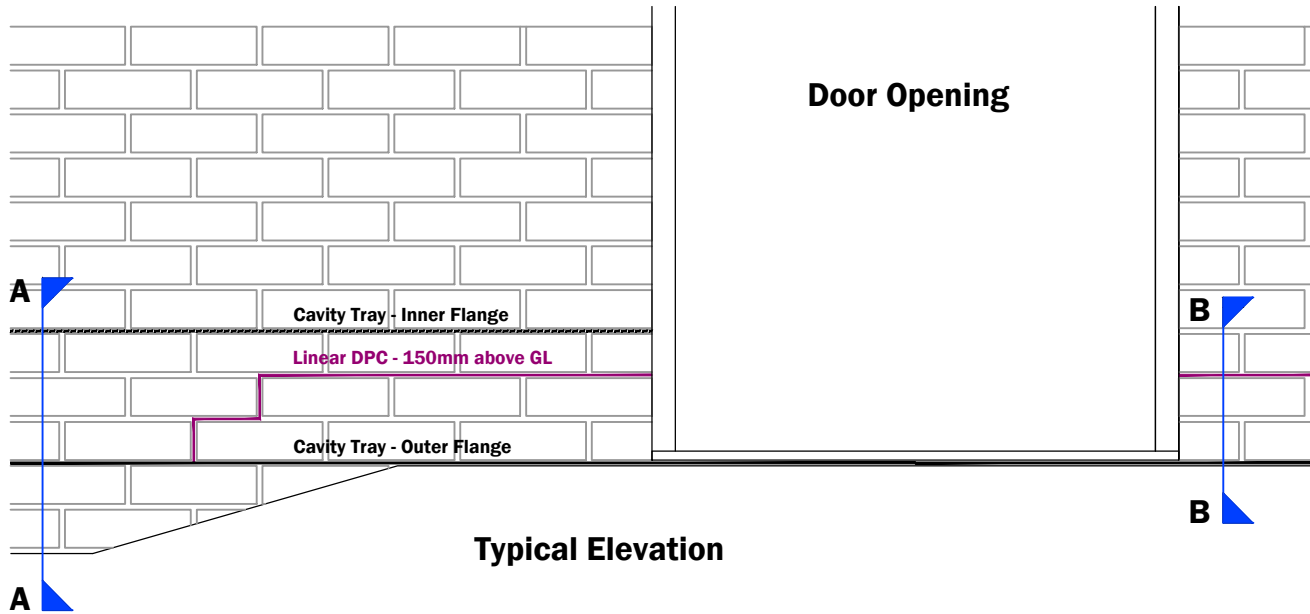 Door Opening
A
B
Cavity Tray - Inner Flange
Linear DPC - 150mm above GL
Cavity Tray - Outer Flange
B
Typical Elevation
A